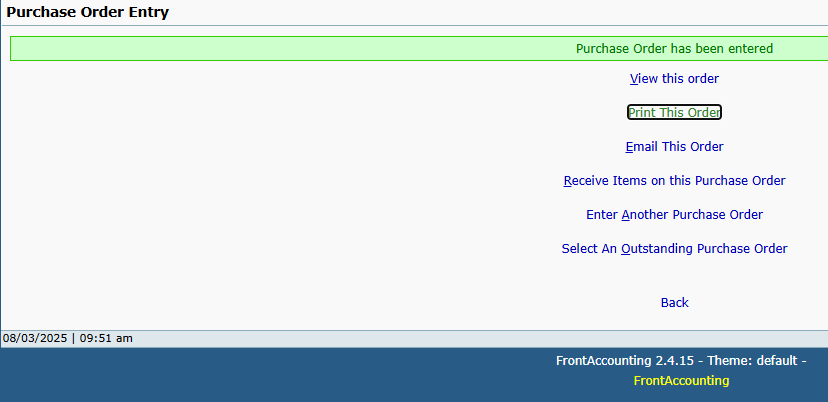 Purchase Order Entry
Purchase Order has been entered
View this order
Print This Order
Email This Order
Receive Items on this Purchase Order
Enter Another Purchase Order
Select An Outstanding Purchase Order
Back
08/03/2025 | 09:51 am
FrontAccounting 2.4.15 - Theme: default -
FrontAccounting